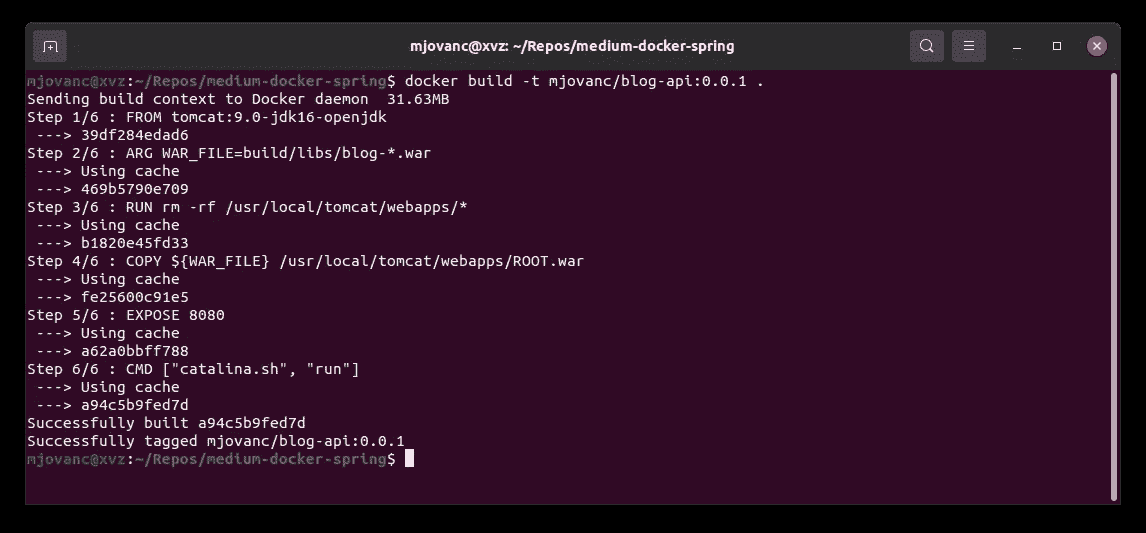 mjovanc@xvz: ~/Repos/medium-docker-spring
mjovanc@xvz:~/Repos/medium-docker-spring$ docker build -t mjovanc/blog-api:0.0.1 .
Sending build context to Docker daemon  31.63MB
Step 1/6 : FROM tomcat:9.0-jdk16-openjdk
 ---> 39df284edad6
Step 2/6 : ARG WAR_FILE=build/libs/blog-*.war
 ---> Using cache
 ---> 469b5790e709
Step 3/6 : RUN rm -rf /usr/local/tomcat/webapps/*
 ---> Using cache
 ---> b1820e45fd33
Step 4/6 : COPY ${WAR_FILE} /usr/local/tomcat/webapps/ROOT.war
 ---> Using cache
 ---> fe25600c91e5
Step 5/6 : EXPOSE 8080
 ---> Using cache
 ---> a62a0bbff788
Step 6/6 : CMD ["catalina.sh", "run"]
 ---> Using cache
 ---> a94c5b9fed7d
Successfully built a94c5b9fed7d
Successfully tagged mjovanc/blog-api:0.0.1
mjovanc@xvz:~/Repos/medium-docker-spring$